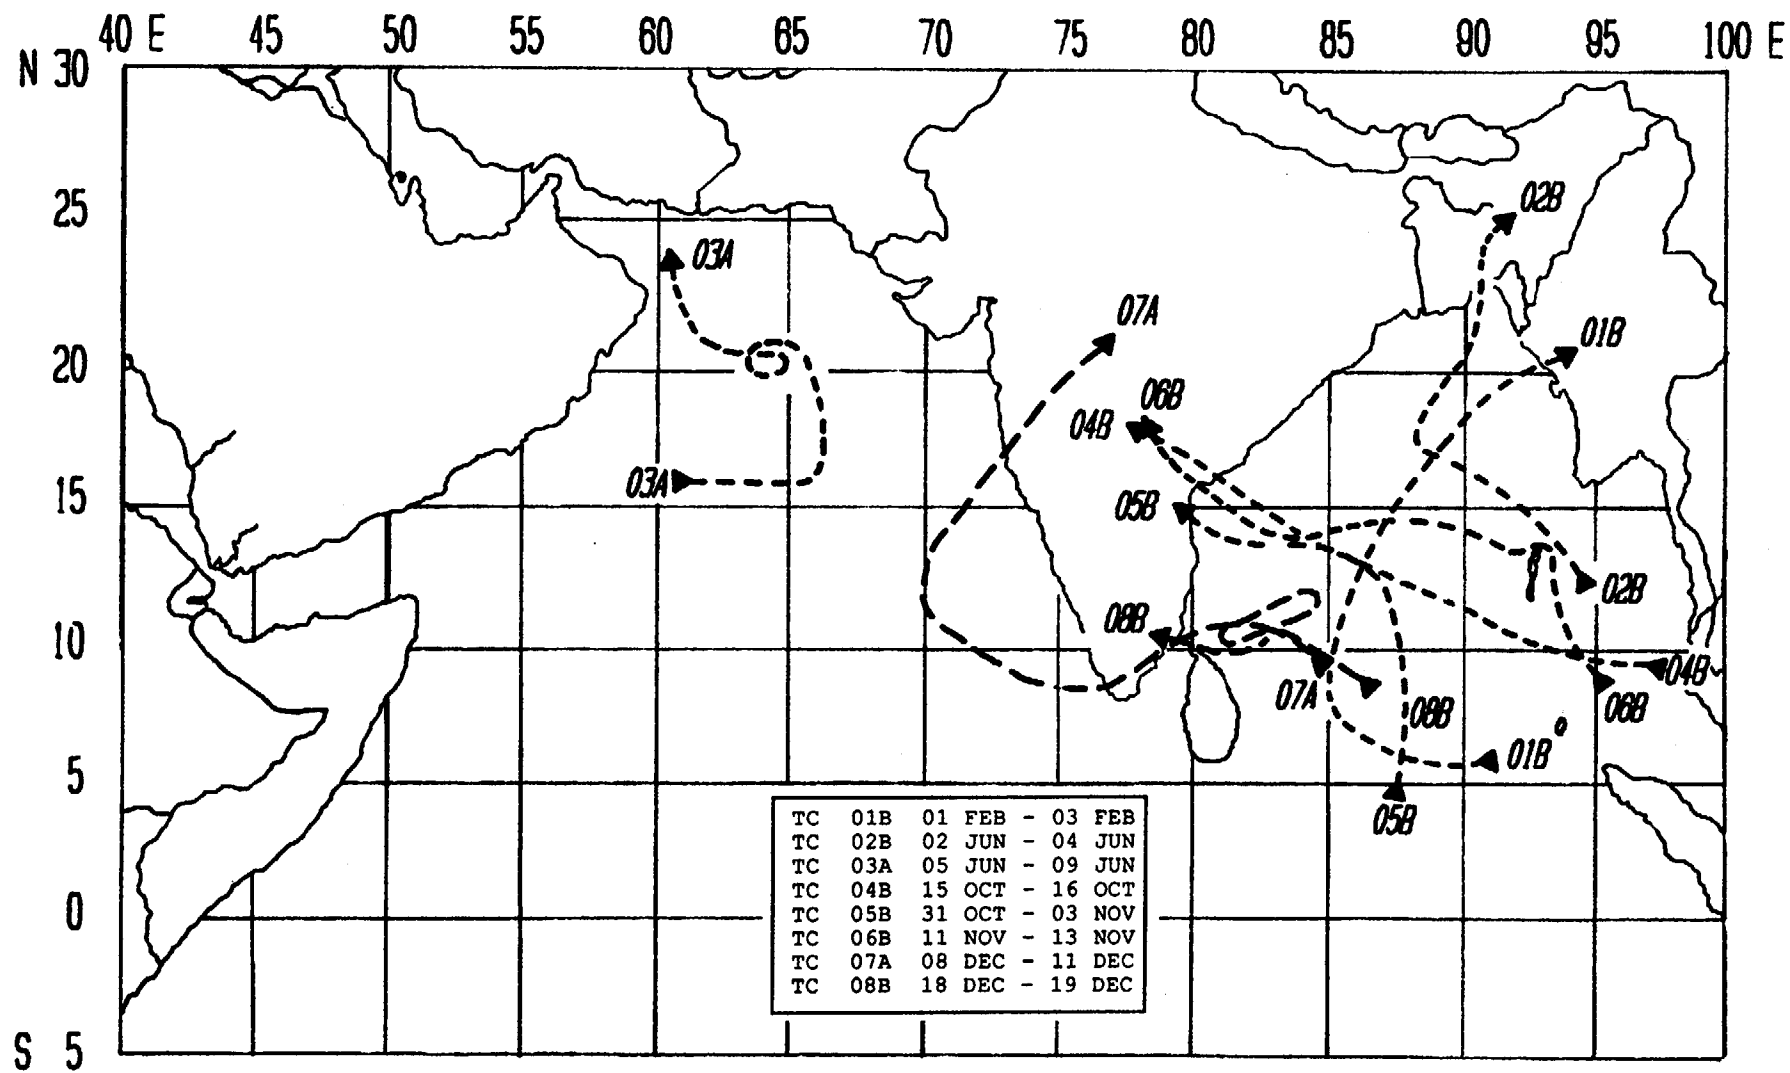 40 E 45 50 55 60 65 70 75 80 85 90 95 100 E
N 30
25
20
15
10
5
0
S 5
02B
03A
07A
01B
06B
04B
03A
05B
02B
08B
04B
07A
06B
08B
01B
05B
TC 01B 01 FEB - 03 FEB
TC 02B 02 JUN - 04 JUN
TC 03A 05 JUN - 09 JUN
TC 04B 15 OCT - 16 OCT
TC 05B 31 OCT - 03 NOV
TC 06B 11 NOV - 13 NOV
TC 07A 08 DEC - 11 DEC
TC 08B 18 DEC - 19 DEC